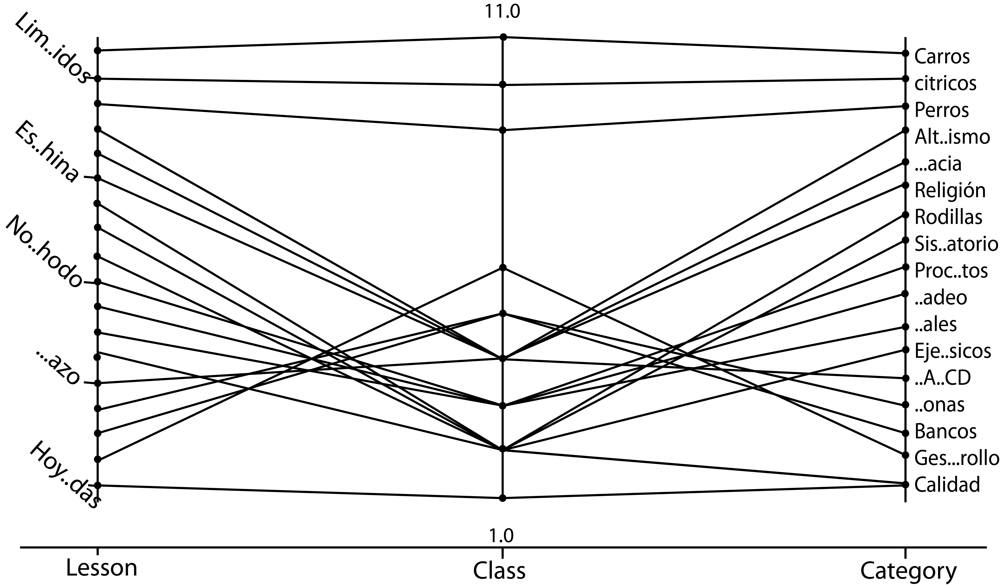 11.0
Lim..idos
Es..hina
No..hodo
...azo
Hoy..das
Carros
citricos
Perros
Alt..ismo
...acia
Religión
Rodillas
Sis..atorio
Proc..tos
..adeo
..ales
Eje..sicos
..A..CD
..onas
Bancos
Ges...rollo
Calidad
1.0
Lesson
Class
Category